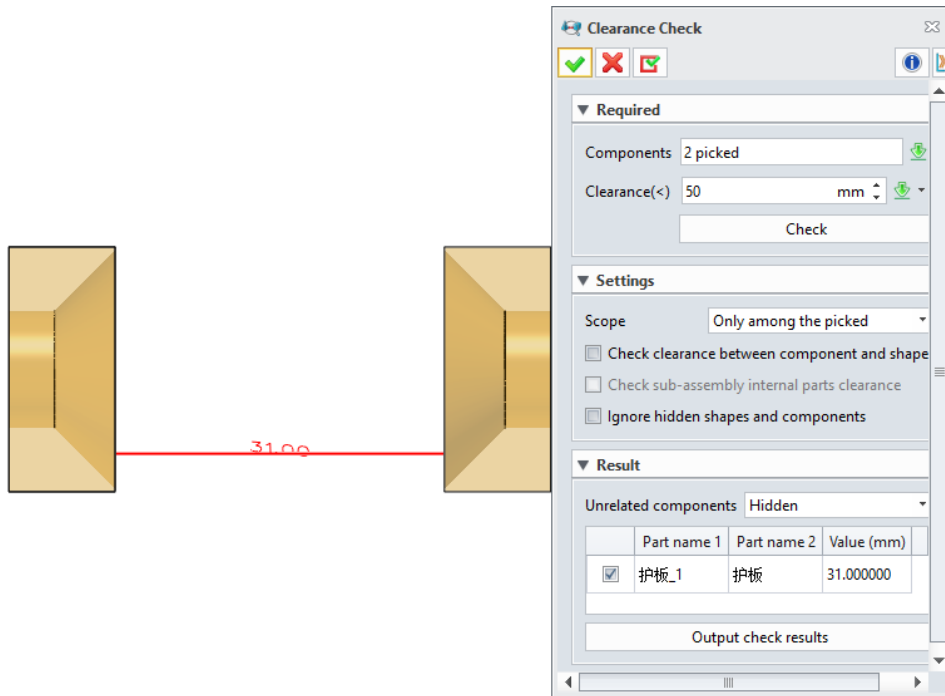 Clearance Check
Required
Components 2 picked
Clearance(<) 50 mm
Check
Settings
Scope Only among the picked
Check clearance between component and shape
Check sub-assembly internal parts clearance
Ignore hidden shapes and components
31.00
Result
Unrelated components Hidden
Part name 1 Part name 2 Value (mm)
护板_1 护板 31.000000
Output check results